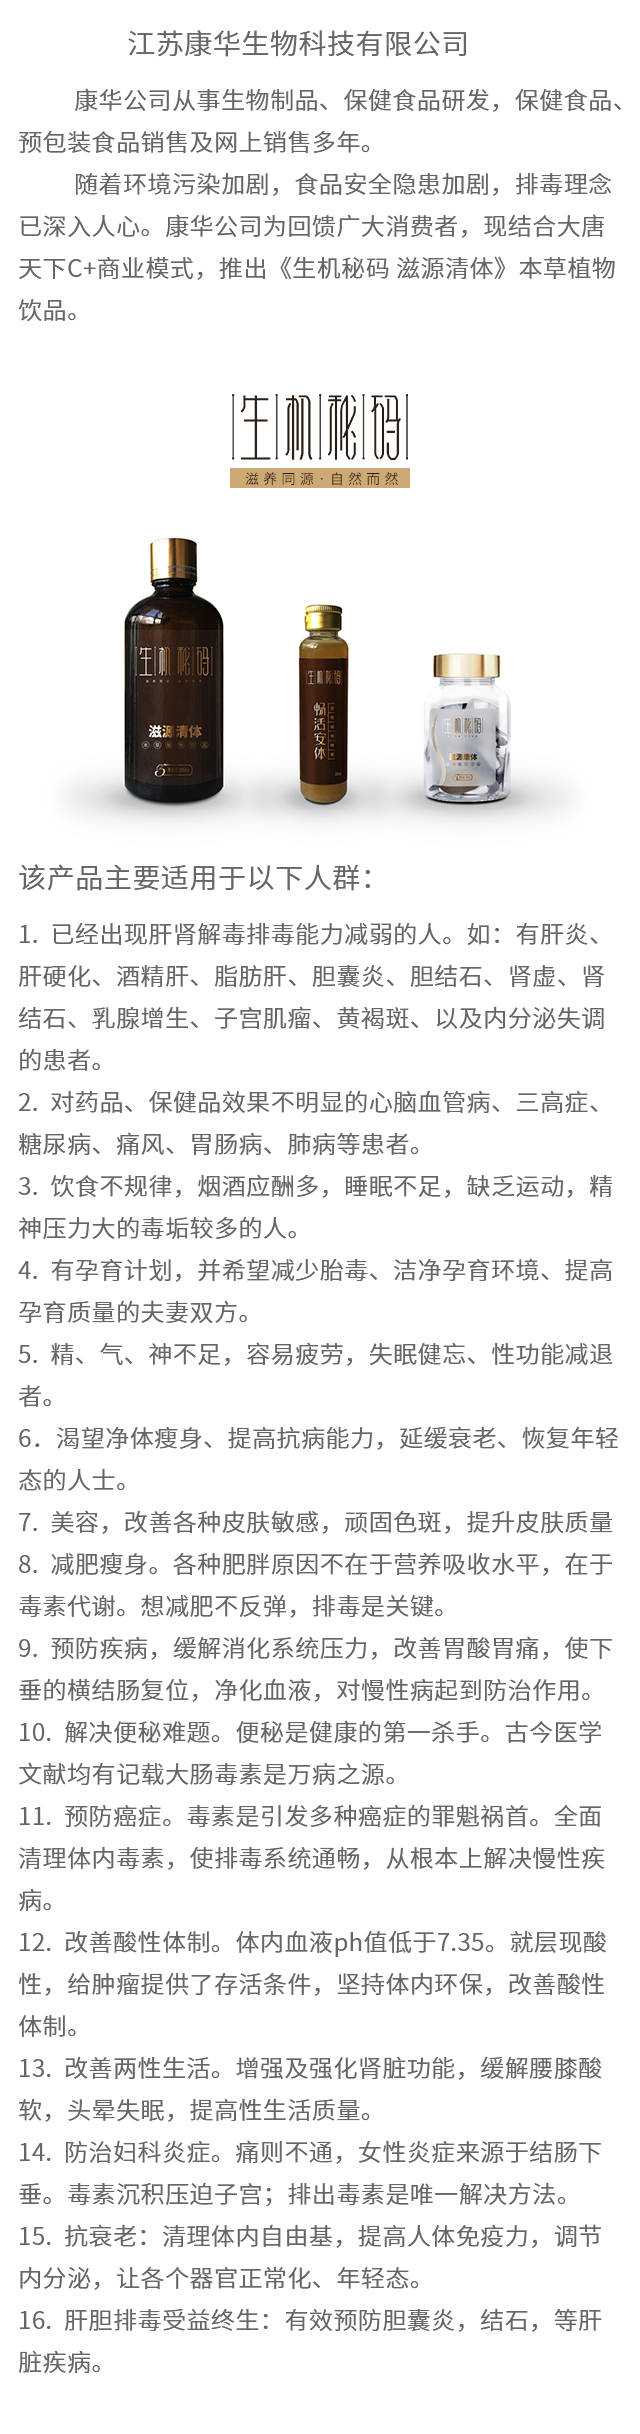 江苏康华生物科技有限公司
康华公司从事生物制品、保健食品研发，保健食品、
预包装食品销售及网上销售多年。
随着环境污染加剧，食品安全隐患加剧，排毒理念
已深入人心。康华公司为回馈广大消费者，现结合大唐
天下C+商业模式，推出《生机秘码 滋源清体》本草植物
饮品。
生机秘码
滋养同源·自然而然
生机秘码
滋源清体
生机秘码
畅活安体
生机秘码
滋源康体
该产品主要适用于以下人群：
1. 已经出现肝肾解毒排毒能力减弱的人。如：有肝炎、
肝硬化、酒精肝、脂肪肝、胆囊炎、胆结石、肾虚、肾
结石、乳腺增生、子宫肌瘤、黄褐斑、以及内分泌失调
的患者。
2. 对药品、保健品效果不明显的心脑血管病、三高症、
糖尿病、痛风、胃肠病、肺病等患者。
3. 饮食不规律，烟酒应酬多，睡眠不足，缺乏运动，精
神压力大的毒垢较多的人。
4. 有孕育计划，并希望减少胎毒、洁净孕育环境、提高
孕育质量的夫妻双方。
5. 精、气、神不足，容易疲劳，失眠健忘、性功能减退
者。
6. 渴望净体瘦身、提高抗病能力，延缓衰老、恢复年轻
态的人士。
7. 美容，改善各种皮肤敏感，顽固色斑，提升皮肤质量
8. 减肥瘦身。各种肥胖原因不在于营养吸收水平，在于
毒素代谢。想减肥不反弹，排毒是关键。
9. 预防疾病，缓解消化系统压力，改善胃酸胃痛，使下
垂的横结肠复位，净化血液，对慢性病起到防治作用。
10. 解决便秘难题。便秘是健康的第一杀手。古今医学
文献均有记载大肠毒素是万病之源。
11. 预防癌症。毒素是引发多种癌症的罪魁祸首。全面
清理体内毒素，使排毒系统通畅，从根本上解决慢性疾
病。
12. 改善酸性体制。体内血液ph值低于7.35。就层现酸
性，给肿瘤提供了存活条件，坚持体内环保，改善酸性
体制。
13. 改善两性生活。增强及强化肾脏功能，缓解腰膝酸
软，头晕失眠，提高性生活质量。
14. 防治妇科炎症。痛则不通，女性炎症来源于结肠下
垂。毒素沉积压迫子宫；排出毒素是唯一解决方法。
15. 抗衰老：清理体内自由基，提高人体免疫力，调节
内分泌，让各个器官正常化、年轻态。
16. 肝胆排毒受益终生：有效预防胆囊炎，结石，等肝
脏疾病。